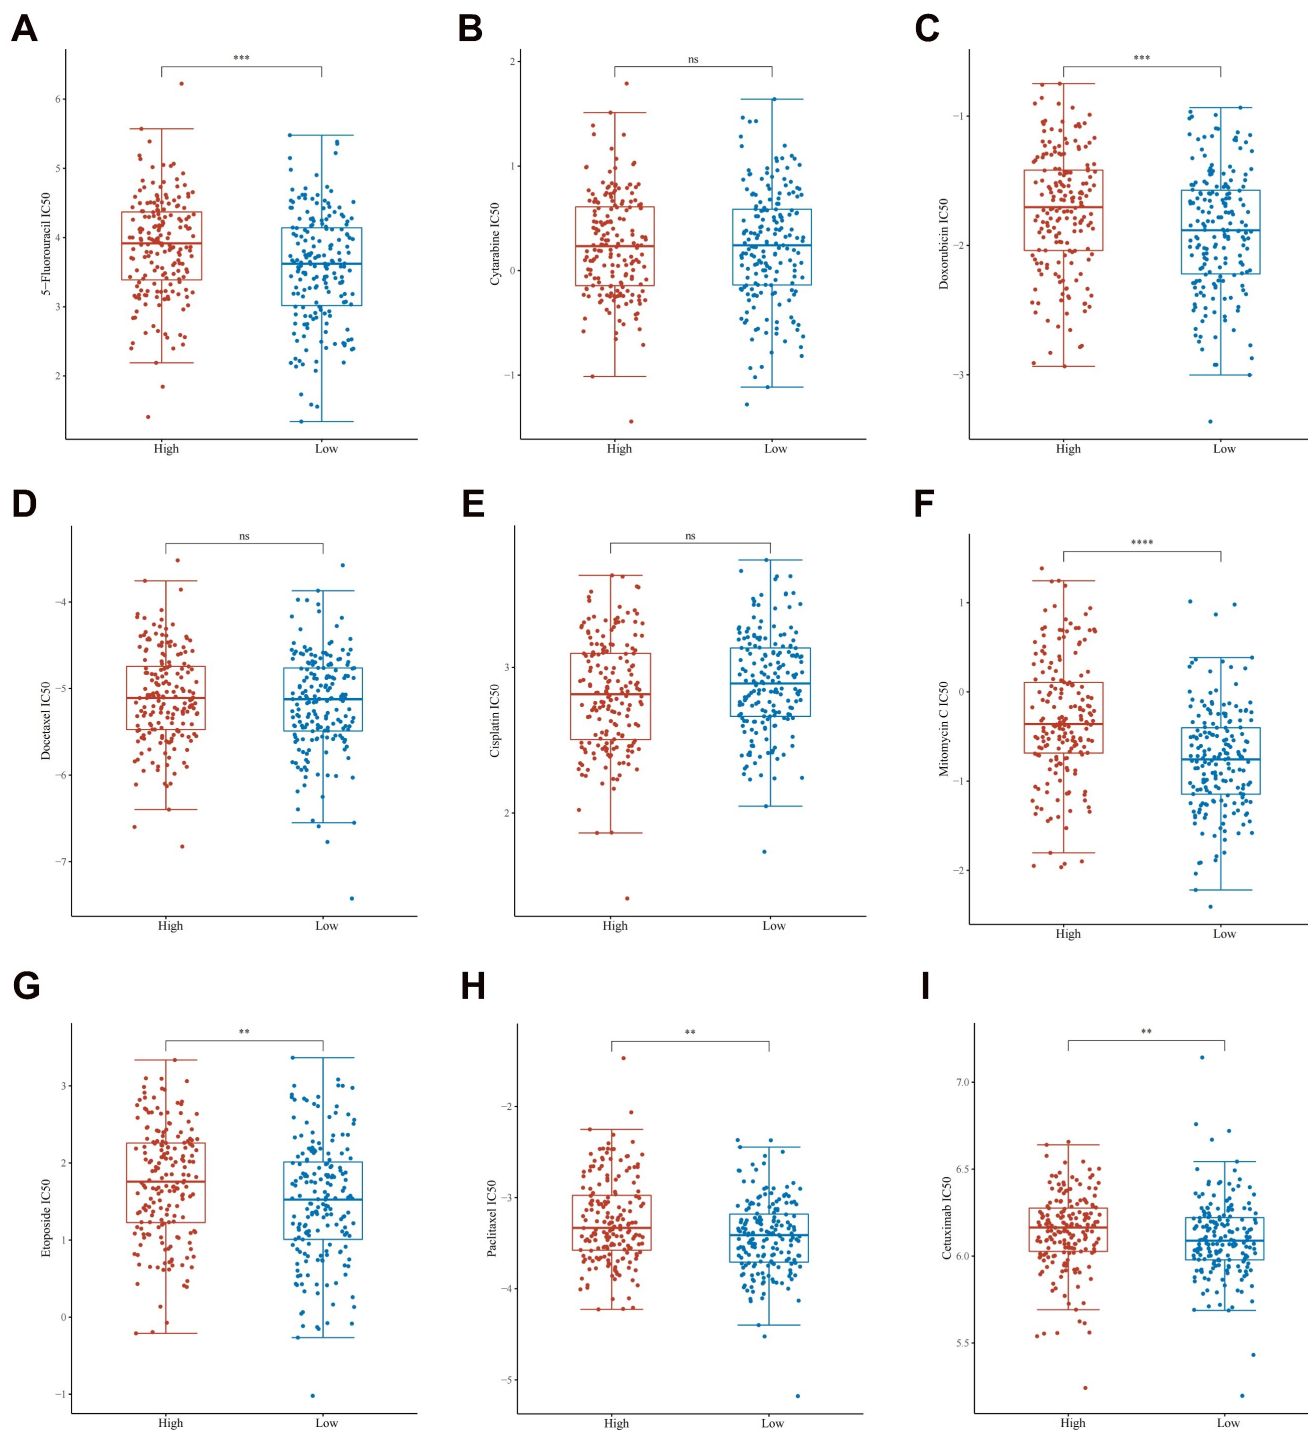 A
B
C
***
ns
***
5−Fluorouracil IC50
6
5
4
3
2
High
Low
Cytarabine IC50
2
1
0
−1
High
Low
Doxorubicin IC50
−1
−2
−3
High
Low
D
E
F
ns
ns
****
Docetaxel IC50
−4
−5
−6
−7
High
Low
Cisplatin IC50
3
2
High
Low
Mitomycin C IC50
1
0
−1
−2
High
Low
G
H
I
**
**
**
Etoposide IC50
3
2
1
0
−1
High
Low
Paclitaxel IC50
−2
−3
−4
−5
High
Low
Cetuximab IC50
7.0
6.5
6.0
5.5
High
Low